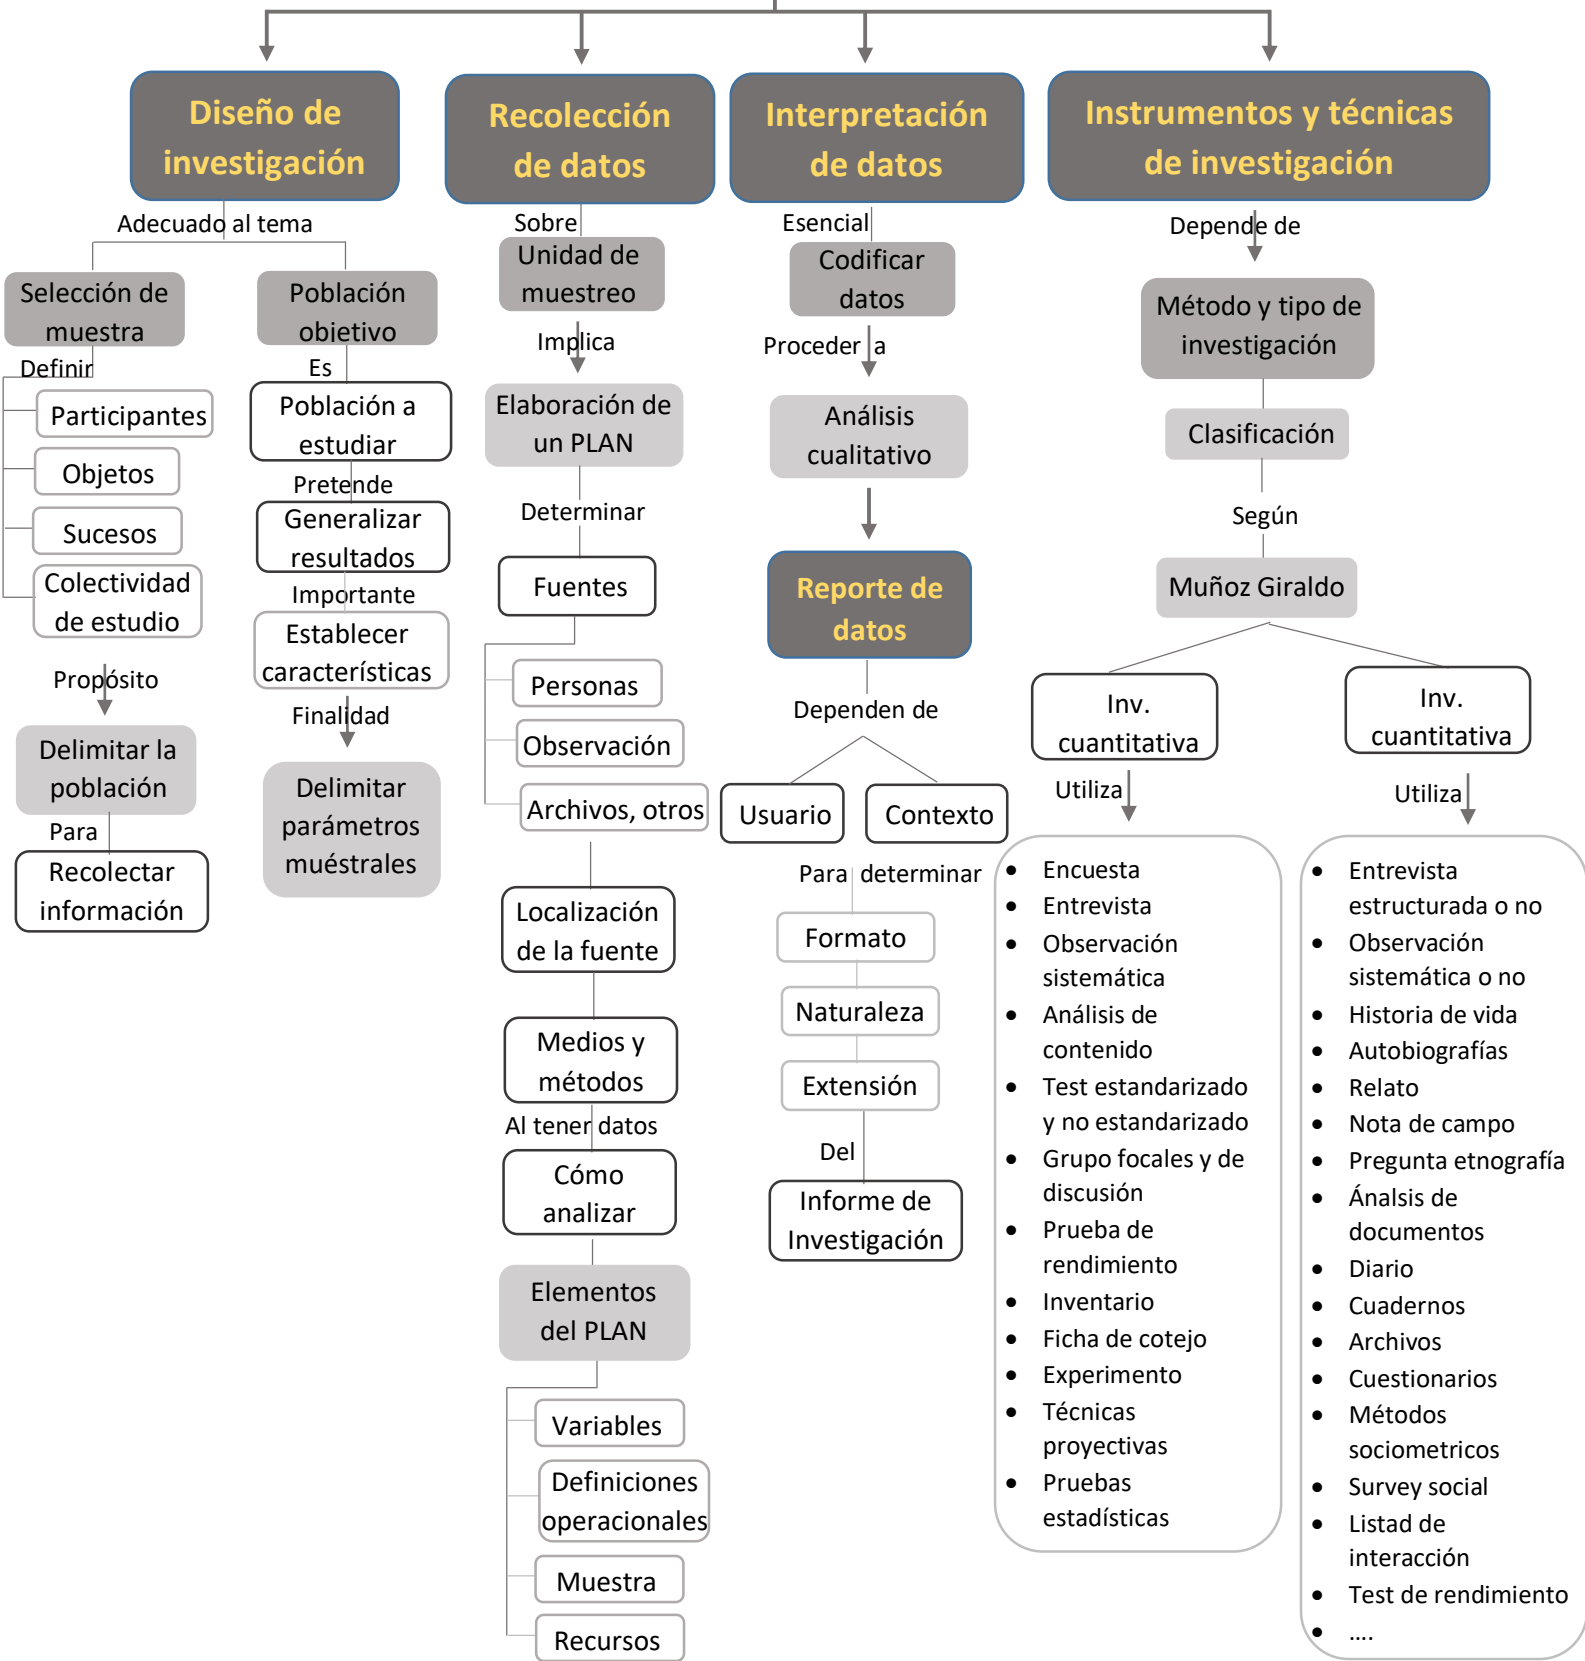 Diseño de
investigación
Adecuado al tema
Selección de
muestra
Definir
Participantes
Objetos
Sucesos
Colectividad
de estudio
Propósito
Delimitar la
población
Para
Recolectar
información
Población
objetivo
Es
Población a
estudiar
Pretende
Generalizar
resultados
Importante
Establecer
características
Finalidad
Delimitar
parámetros
muéstrales
Recolección
de datos
Sobre
Unidad de
muestreo
Implica
Elaboración de
un PLAN
Determinar
Fuentes
Personas
Observación
Archivos, otros
Localización
de la fuente
Medios y
métodos
Al tener datos
Cómo
analizar
Elementos
del PLAN
Variables
Definiciones
operacionales
Muestra
Recursos
Interpretación
de datos
Esencial
Codificar
datos
Proceder a
Análisis
cualitativo
Reporte de
datos
Dependen de
Usuario
Contexto
Para determinar
Formato
Naturaleza
Extensión
Del
Informe de
Investigación
Instrumentos y técnicas
de investigación
Depende de
Método y tipo de
investigación
Clasificación
Según
Muñoz Giraldo
Inv.
cuantitativa
Utiliza
• Encuesta
• Entrevista
• Observación
sistemática
• Análisis de
contenido
• Test estandarizado
y no estandarizado
• Grupo focales y de
discusión
• Prueba de
rendimiento
• Inventario
• Ficha de cotejo
• Experimento
• Técnicas
proyectivas
• Pruebas
estadísticas
Inv.
cuantitativa
Utiliza
• Entrevista
estructurada o no
• Observación
sistemática o no
• Historia de vida
• Autobiografías
• Relato
• Nota de campo
• Pregunta etnografía
• Ánalsis de
documentos
• Diario
• Cuadernos
• Archivos
• Cuestionarios
• Métodos
sociometricos
• Survey social
• Listad de
interacción
• Test de rendimiento
• ....